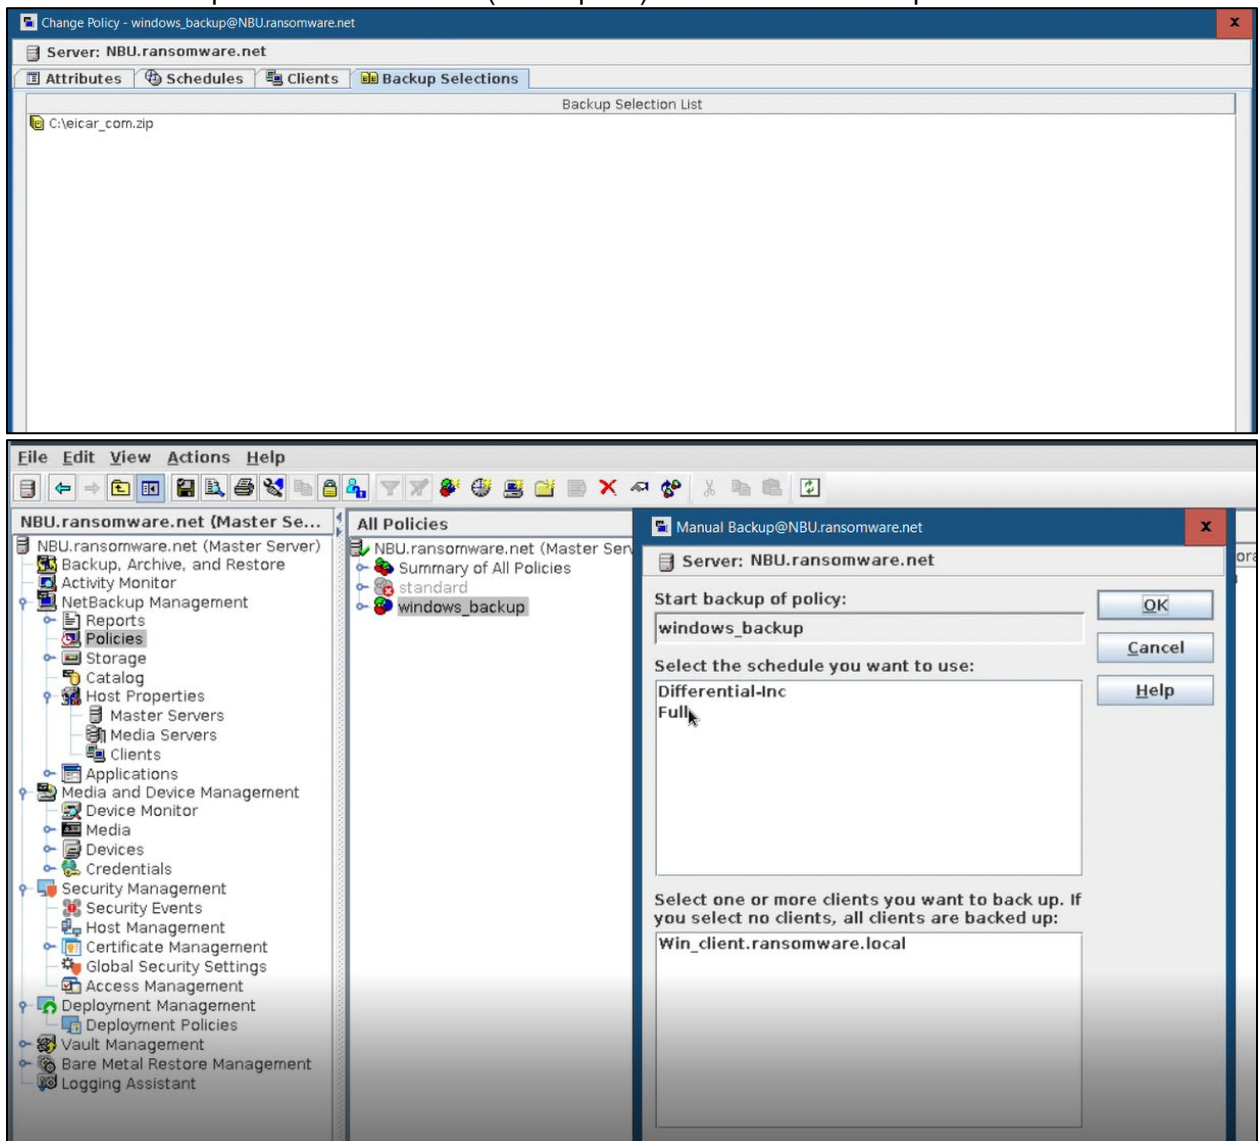 Change Policy - windows_backup@NBU.ransomware.net
x
Server: NBU.ransomware.net
Attributes Schedules Clients Backup Selections
Backup Selection List
C:\eicar_com.zip
File Edit View Actions Help
NBU.ransomware.net (Master Se...
NBU.ransomware.net (Master Server)
Backup, Archive, and Restore
Activity Monitor
NetBackup Management
Reports
Policies
Storage
Catalog
Host Properties
Master Servers
Media Servers
Clients
Applications
Media and Device Management
Device Monitor
Media
Devices
Credentials
Security Management
Security Events
Host Management
Certificate Management
Global Security Settings
Access Management
Deployment Management
Deployment Policies
Vault Management
Bare Metal Restore Management
Logging Assistant
All Policies
NBU.ransomware.net (Master Serv
Summary of All Policies
standard
windows_backup
Manual Backup@NBU.ransomware.net
x
Server: NBU.ransomware.net
Start backup of policy:
windows_backup
Select the schedule you want to use:
Differential-Inc
Full
Select one or more clients you want to back up. If
you select no clients, all clients are backed up:
Win_client.ransomware.local
OK
Cancel
Help